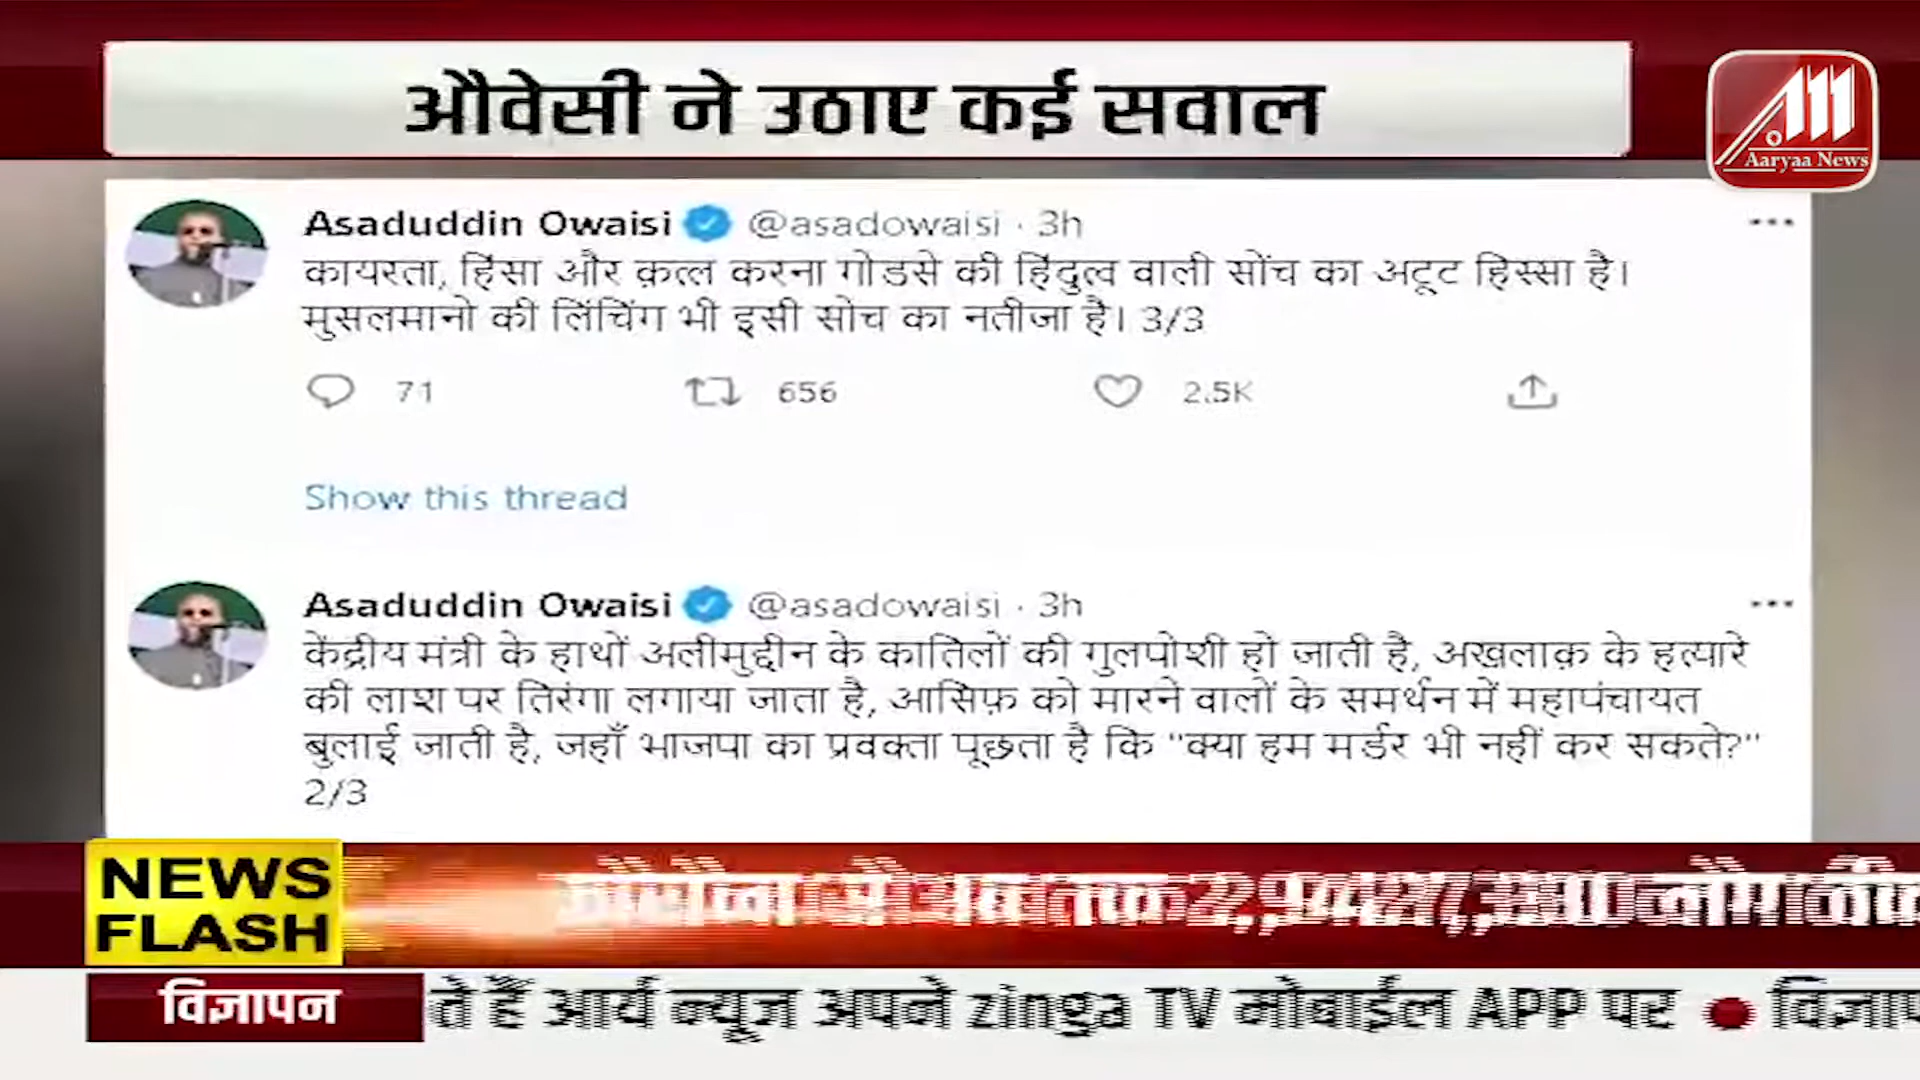 औवेसी ने उठाए कई सवाल
Aaryaa News
Asaduddin Owaisi @asadowaisi · 3h
कायरता, हिंसा और क़त्ल करना गोडसे की हिंदुत्व वाली सोंच का अटूट हिस्सा है।
मुसलमानो की लिंचिंग भी इसी सोच का नतीजा है। 3/3
71 656 2.5K
Show this thread
Asaduddin Owaisi @asadowaisi · 3h
केंद्रीय मंत्री के हाथों अलीमुद्दीन के कातिलों की गुलपोशी हो जाती है, अखलाक़ के हत्यारे
की लाश पर तिरंगा लगाया जाता है, आसिफ़ को मारने वालों के समर्थन में महापंचायत
बुलाई जाती है, जहाँ भाजपा का प्रवक्ता पूछता है कि "क्या हम मर्डर भी नहीं कर सकते?"
2/3
NEWS
FLASH
से अब तक
विज्ञापन
ते हैं आर्य न्यूज़ अपने zinga TV मोबाईल APP पर ●